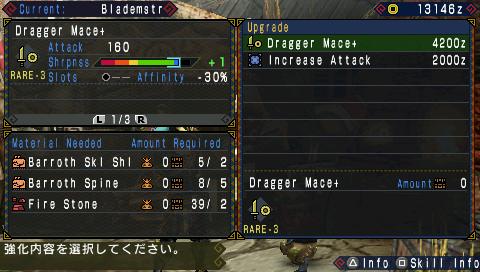 Current: Blademstr
13146z
Dragger Mace+
Attack 160
Shrpnss +1
RARE-3 Slots ●−− Affinity -30%
L 1/3 R
Material Needed Amount Required
Barroth Skl Shl 0 5/ 2
Barroth Spine 0 8/ 5
Fire Stone 0 39/ 2
強化内容を選択してください。
Upgrade
Dragger Mace+ 4200z
Increase Attack 2000z
Dragger Mace+ Amount 0
RARE-3
△ Info □ Skill Info